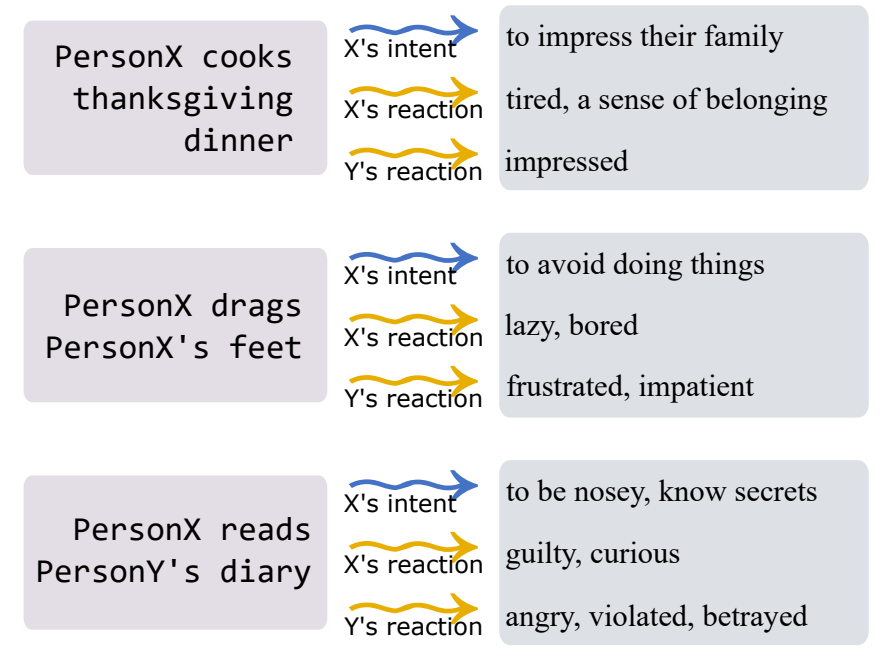 PersonX cooks
thanksgiving
dinner
X's intent
to impress their family
X's reaction
tired, a sense of belonging
Y's reaction
impressed
PersonX drags
PersonX's feet
X's intent
to avoid doing things
X's reaction
lazy, bored
Y's reaction
frustrated, impatient
PersonX reads
PersonY's diary
X's intent
to be nosey, know secrets
X's reaction
guilty, curious
Y's reaction
angry, violated, betrayed